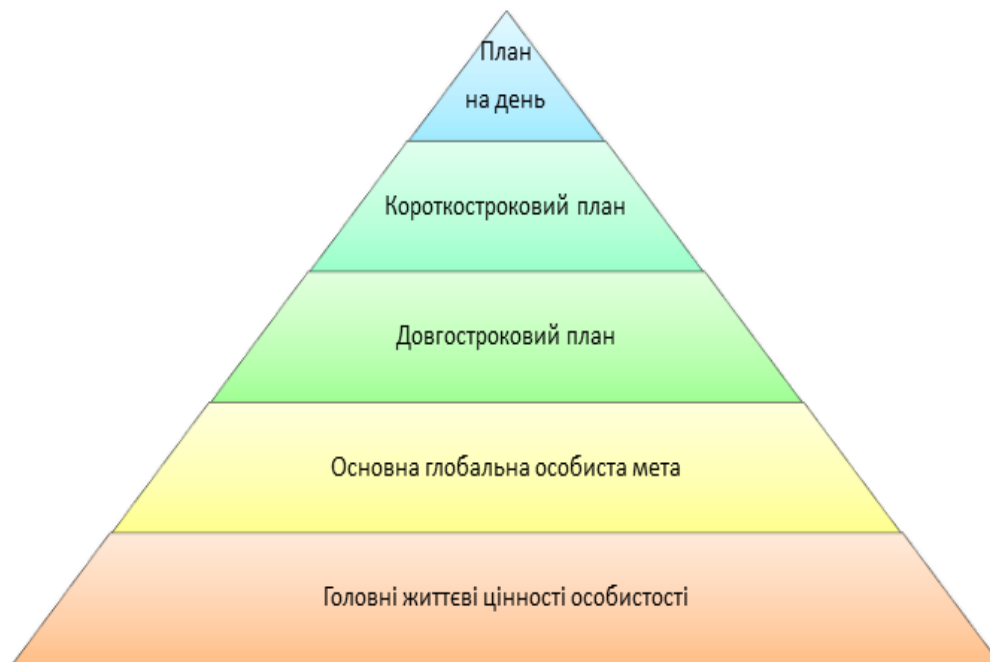 План
на день
Короткостроковий план
Довгостроковий план
Основна глобальна особиста мета
Головні життєві цінності особистості